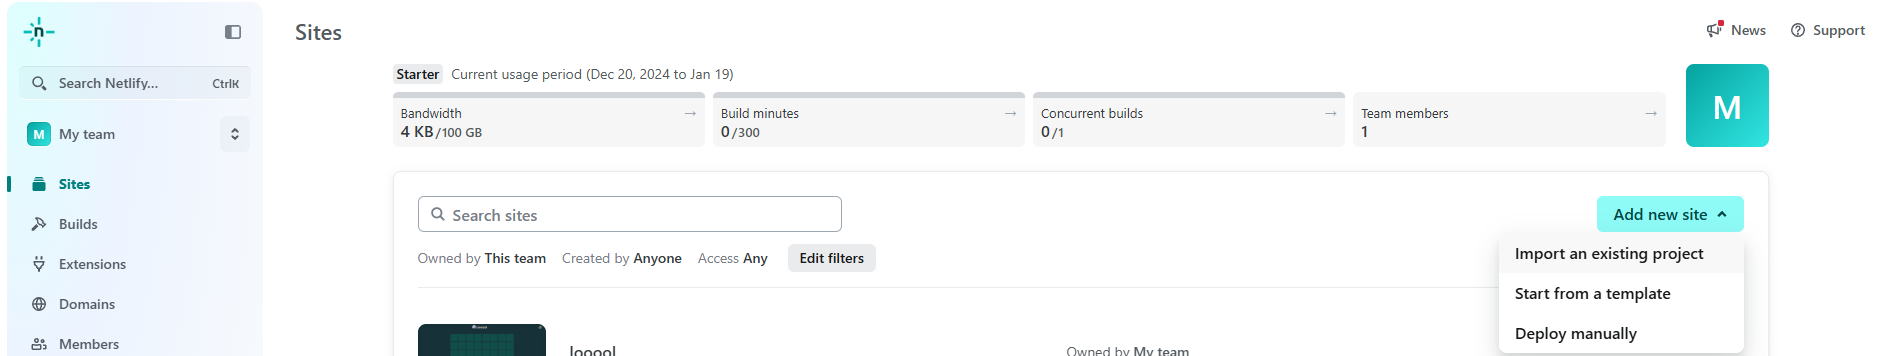 n
Search Netlify...
CtrlK
M
My team
Sites
Builds
Extensions
Domains
Members
Sites
News
Support
Starter
Current usage period (Dec 20, 2024 to Jan 19)
Bandwidth →
4 KB/100 GB
Build minutes →
0/300
Concurrent builds →
0/1
Team members →
1
M
Search sites
Add new site
Owned by This team
Created by Anyone
Access Any
Edit filters
Import an existing project
Start from a template
Deploy manually
Owned by My team